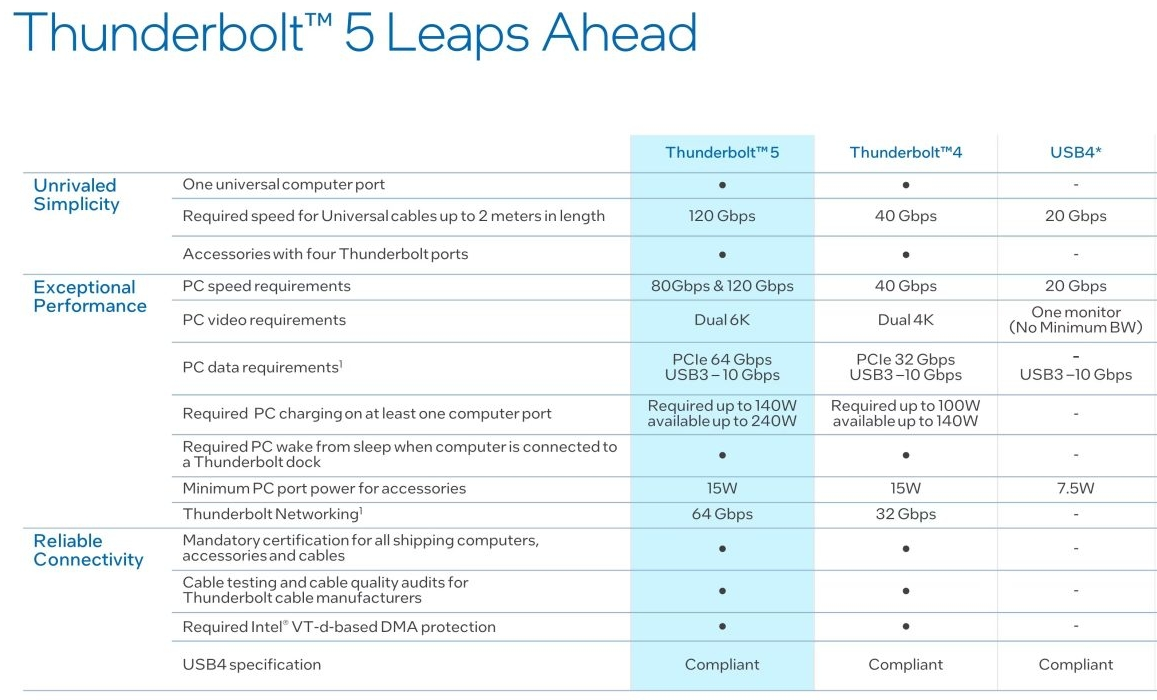 Thunderbolt™ 5 Leaps Ahead
Thunderbolt™ 5 Thunderbolt™4 USB4*
Unrivaled
Simplicity
One universal computer port • • -
Required speed for Universal cables up to 2 meters in length 120 Gbps 40 Gbps 20 Gbps
Accessories with four Thunderbolt ports • • -
Exceptional
Performance
PC speed requirements 80Gbps & 120 Gbps 40 Gbps 20 Gbps
PC video requirements Dual 6K Dual 4K One monitor
(No Minimum BW)
PC data requirements¹ PCIe 64 Gbps PCIe 32 Gbps -
USB3 – 10 Gbps USB3 –10 Gbps USB3 –10 Gbps
Required PC charging on at least one computer port Required up to 140W Required up to 100W -
available up to 240W available up to 140W
Required PC wake from sleep when computer is connected to
a Thunderbolt dock • • -
Minimum PC port power for accessories 15W 15W 7.5W
Thunderbolt Networking¹ 64 Gbps 32 Gbps -
Reliable
Connectivity
Mandatory certification for all shipping computers,
accessories and cables • • -
Cable testing and cable quality audits for
Thunderbolt cable manufacturers • • -
Required Intel® VT-d-based DMA protection • • -
USB4 specification Compliant Compliant Compliant